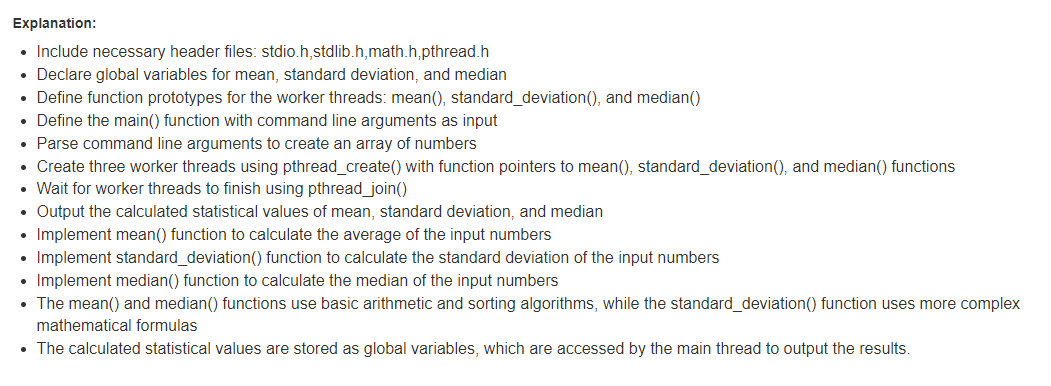 Explanation:
• Include necessary header files: stdio.h,stdlib.h,math.h,pthread.h
• Declare global variables for mean, standard deviation, and median
• Define function prototypes for the worker threads: mean(), standard_deviation(), and median()
• Define the main() function with command line arguments as input
• Parse command line arguments to create an array of numbers
• Create three worker threads using pthread_create() with function pointers to mean(), standard_deviation(), and median() functions
• Wait for worker threads to finish using pthread_join()
• Output the calculated statistical values of mean, standard deviation, and median
• Implement mean() function to calculate the average of the input numbers
• Implement standard_deviation() function to calculate the standard deviation of the input numbers
• Implement median() function to calculate the median of the input numbers
• The mean() and median() functions use basic arithmetic and sorting algorithms, while the standard_deviation() function uses more complex
mathematical formulas
• The calculated statistical values are stored as global variables, which are accessed by the main thread to output the results.